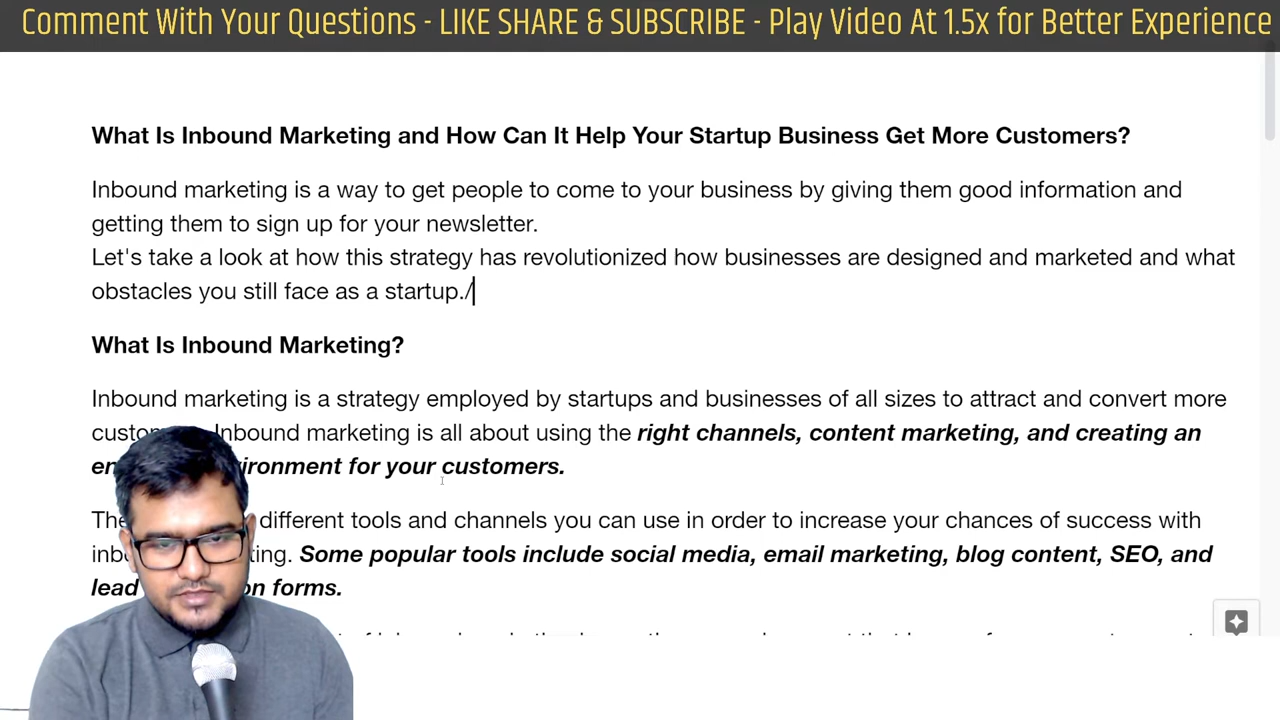 Comment With Your Questions - LIKE SHARE & SUBSCRIBE - Play Video At 1.5x for Better Experience
What Is Inbound Marketing and How Can It Help Your Startup Business Get More Customers?
Inbound marketing is a way to get people to come to your business by giving them good information and
getting them to sign up for your newsletter.
Let's take a look at how this strategy has revolutionized how businesses are designed and marketed and what
obstacles you still face as a startup./
What Is Inbound Marketing?
Inbound marketing is a strategy employed by startups and businesses of all sizes to attract and convert more
Inbound marketing is all about using the right channels, content marketing, and creating an
for your customers.
different tools and channels you can use in order to increase your chances of success with
Some popular tools include social media, email marketing, blog content, SEO, and
lead forms.